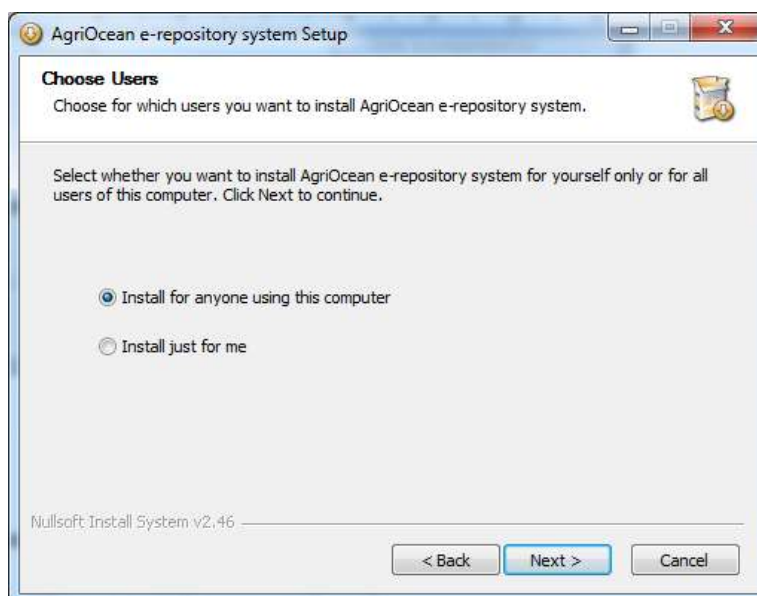 AgriOcean e-repository system Setup
Choose Users
Choose for which users you want to install AgriOcean e-repository system.
Select whether you want to install AgriOcean e-repository system for yourself only or for all
users of this computer. Click Next to continue.
Install for anyone using this computer
Install just for me
Nullsoft Install System v2.46
< Back
Next >
Cancel